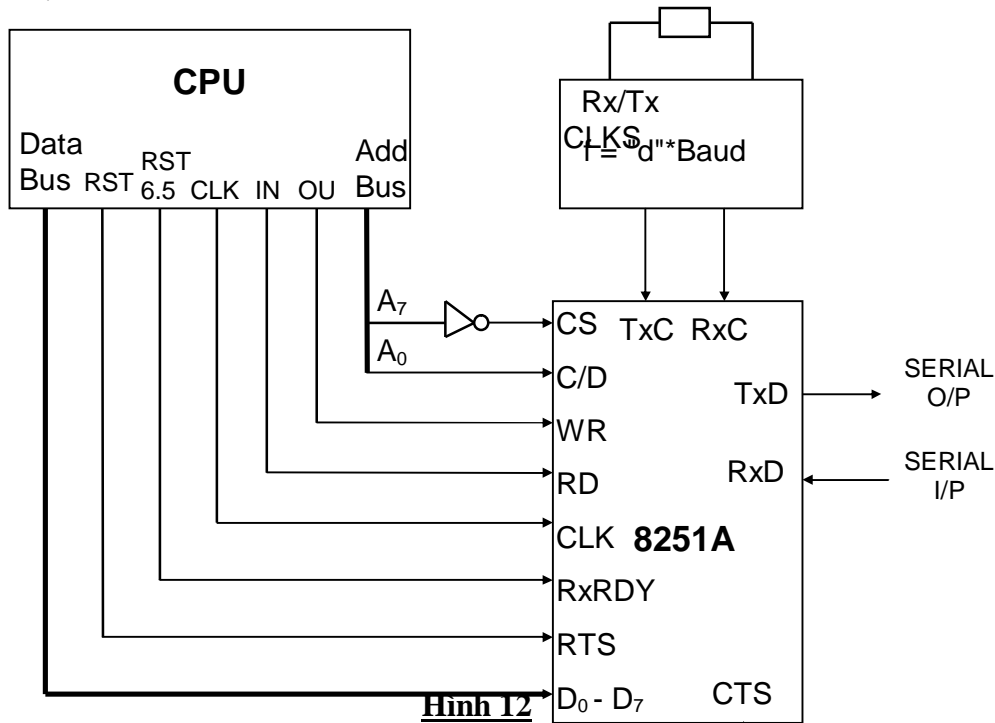 CPU
Data
Bus
RST
RST
6.5
CLK
IN
OU
Add
Bus
Rx/Tx
CLKS
f = "d"*Baud
A7
A0
CS
TxC
RxC
C/D
WR
RD
CLK
8251A
RxRDY
RTS
D0 - D7
CTS
TxD
RxD
SERIAL
O/P
SERIAL
I/P
Hình 12